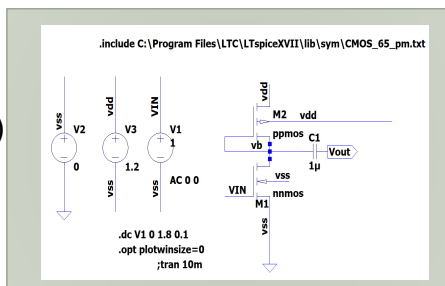 .include C:\Program Files\LTC\LTspiceXVII\lib\sym\CMOS_65_pm.txt
vss
V2
0
vdd
V3
1.2
vss
VIN
V1
1
AC 0 0
vss
vdd
M2
vdd
ppmos
vb
C1
1µ
Vout
vss
VIN
nnmos
M1
vss
.dc V1 0 1.8 0.1
.opt plotwinsize=0
;tran 10m